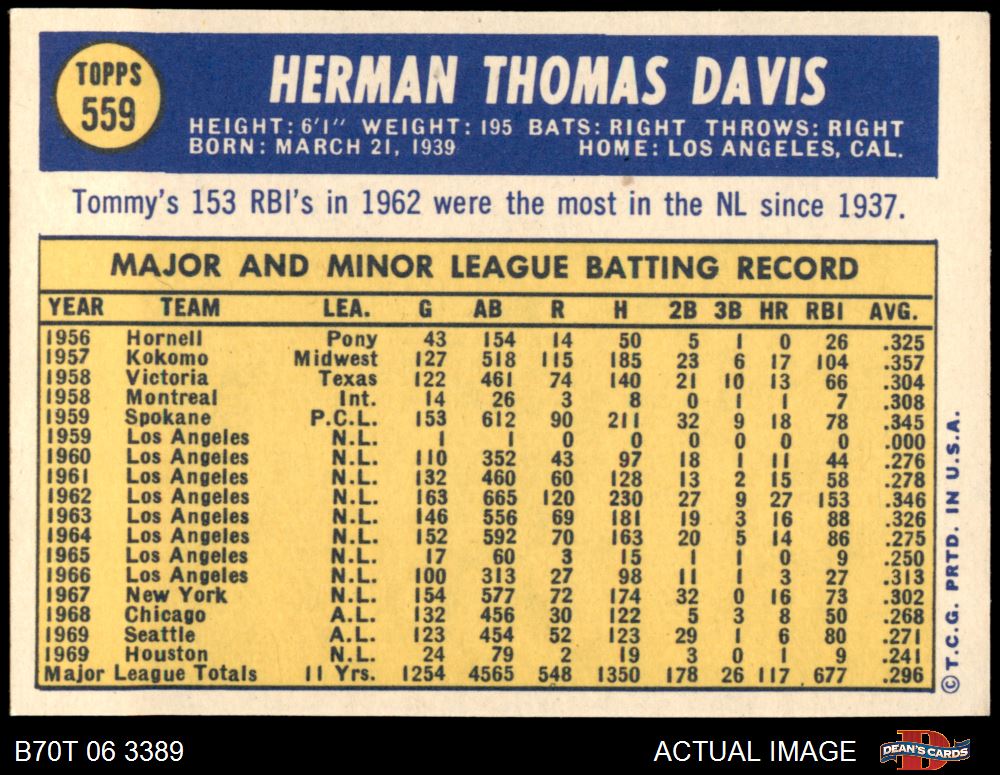 TOPPS
559
HERMAN THOMAS DAVIS
HEIGHT: 6'1" WEIGHT: 195 BATS: RIGHT THROWS: RIGHT
BORN: MARCH 21, 1939 HOME: LOS ANGELES, CAL.
Tommy's 153 RBI's in 1962 were the most in the NL since 1937.
MAJOR AND MINOR LEAGUE BATTING RECORD
YEAR TEAM LEA. G AB R H 2B 3B HR RBI AVG.
1956 Hornell Pony 43 154 14 50 5 1 0 26 .325
1957 Kokomo Midwest 127 518 115 185 23 6 17 104 .357
1958 Victoria Texas 122 461 74 140 21 10 13 66 .304
1958 Montreal Int. 14 26 3 8 0 1 1 7 .308
1959 Spokane P.C.L. 153 612 90 211 32 9 18 78 .345
1959 Los Angeles N.L. 1 1 0 0 0 0 0 0 .000
1960 Los Angeles N.L. 110 352 43 97 18 1 11 44 .276
1961 Los Angeles N.L. 132 460 60 128 13 2 15 58 .278
1962 Los Angeles N.L. 163 665 120 230 27 9 27 153 .346
1963 Los Angeles N.L. 146 556 69 181 19 3 16 88 .326
1964 Los Angeles N.L. 152 592 70 163 20 5 14 86 .275
1965 Los Angeles N.L. 17 60 3 15 1 1 0 9 .250
1966 Los Angeles N.L. 100 313 27 98 11 1 3 27 .313
1967 New York N.L. 154 577 72 174 32 0 16 73 .302
1968 Chicago A.L. 132 456 30 122 5 3 8 50 .268
1969 Seattle A.L. 123 454 52 123 29 1 6 80 .271
1969 Houston N.L. 24 79 2 19 3 0 1 9 .241
Major League Totals 11 Yrs. 1254 4565 548 1350 178 26 117 677 .296
© T.C.G. PRTD. IN U.S.A.
B70T 06 3389 ACTUAL IMAGE DEAN'S CARDS